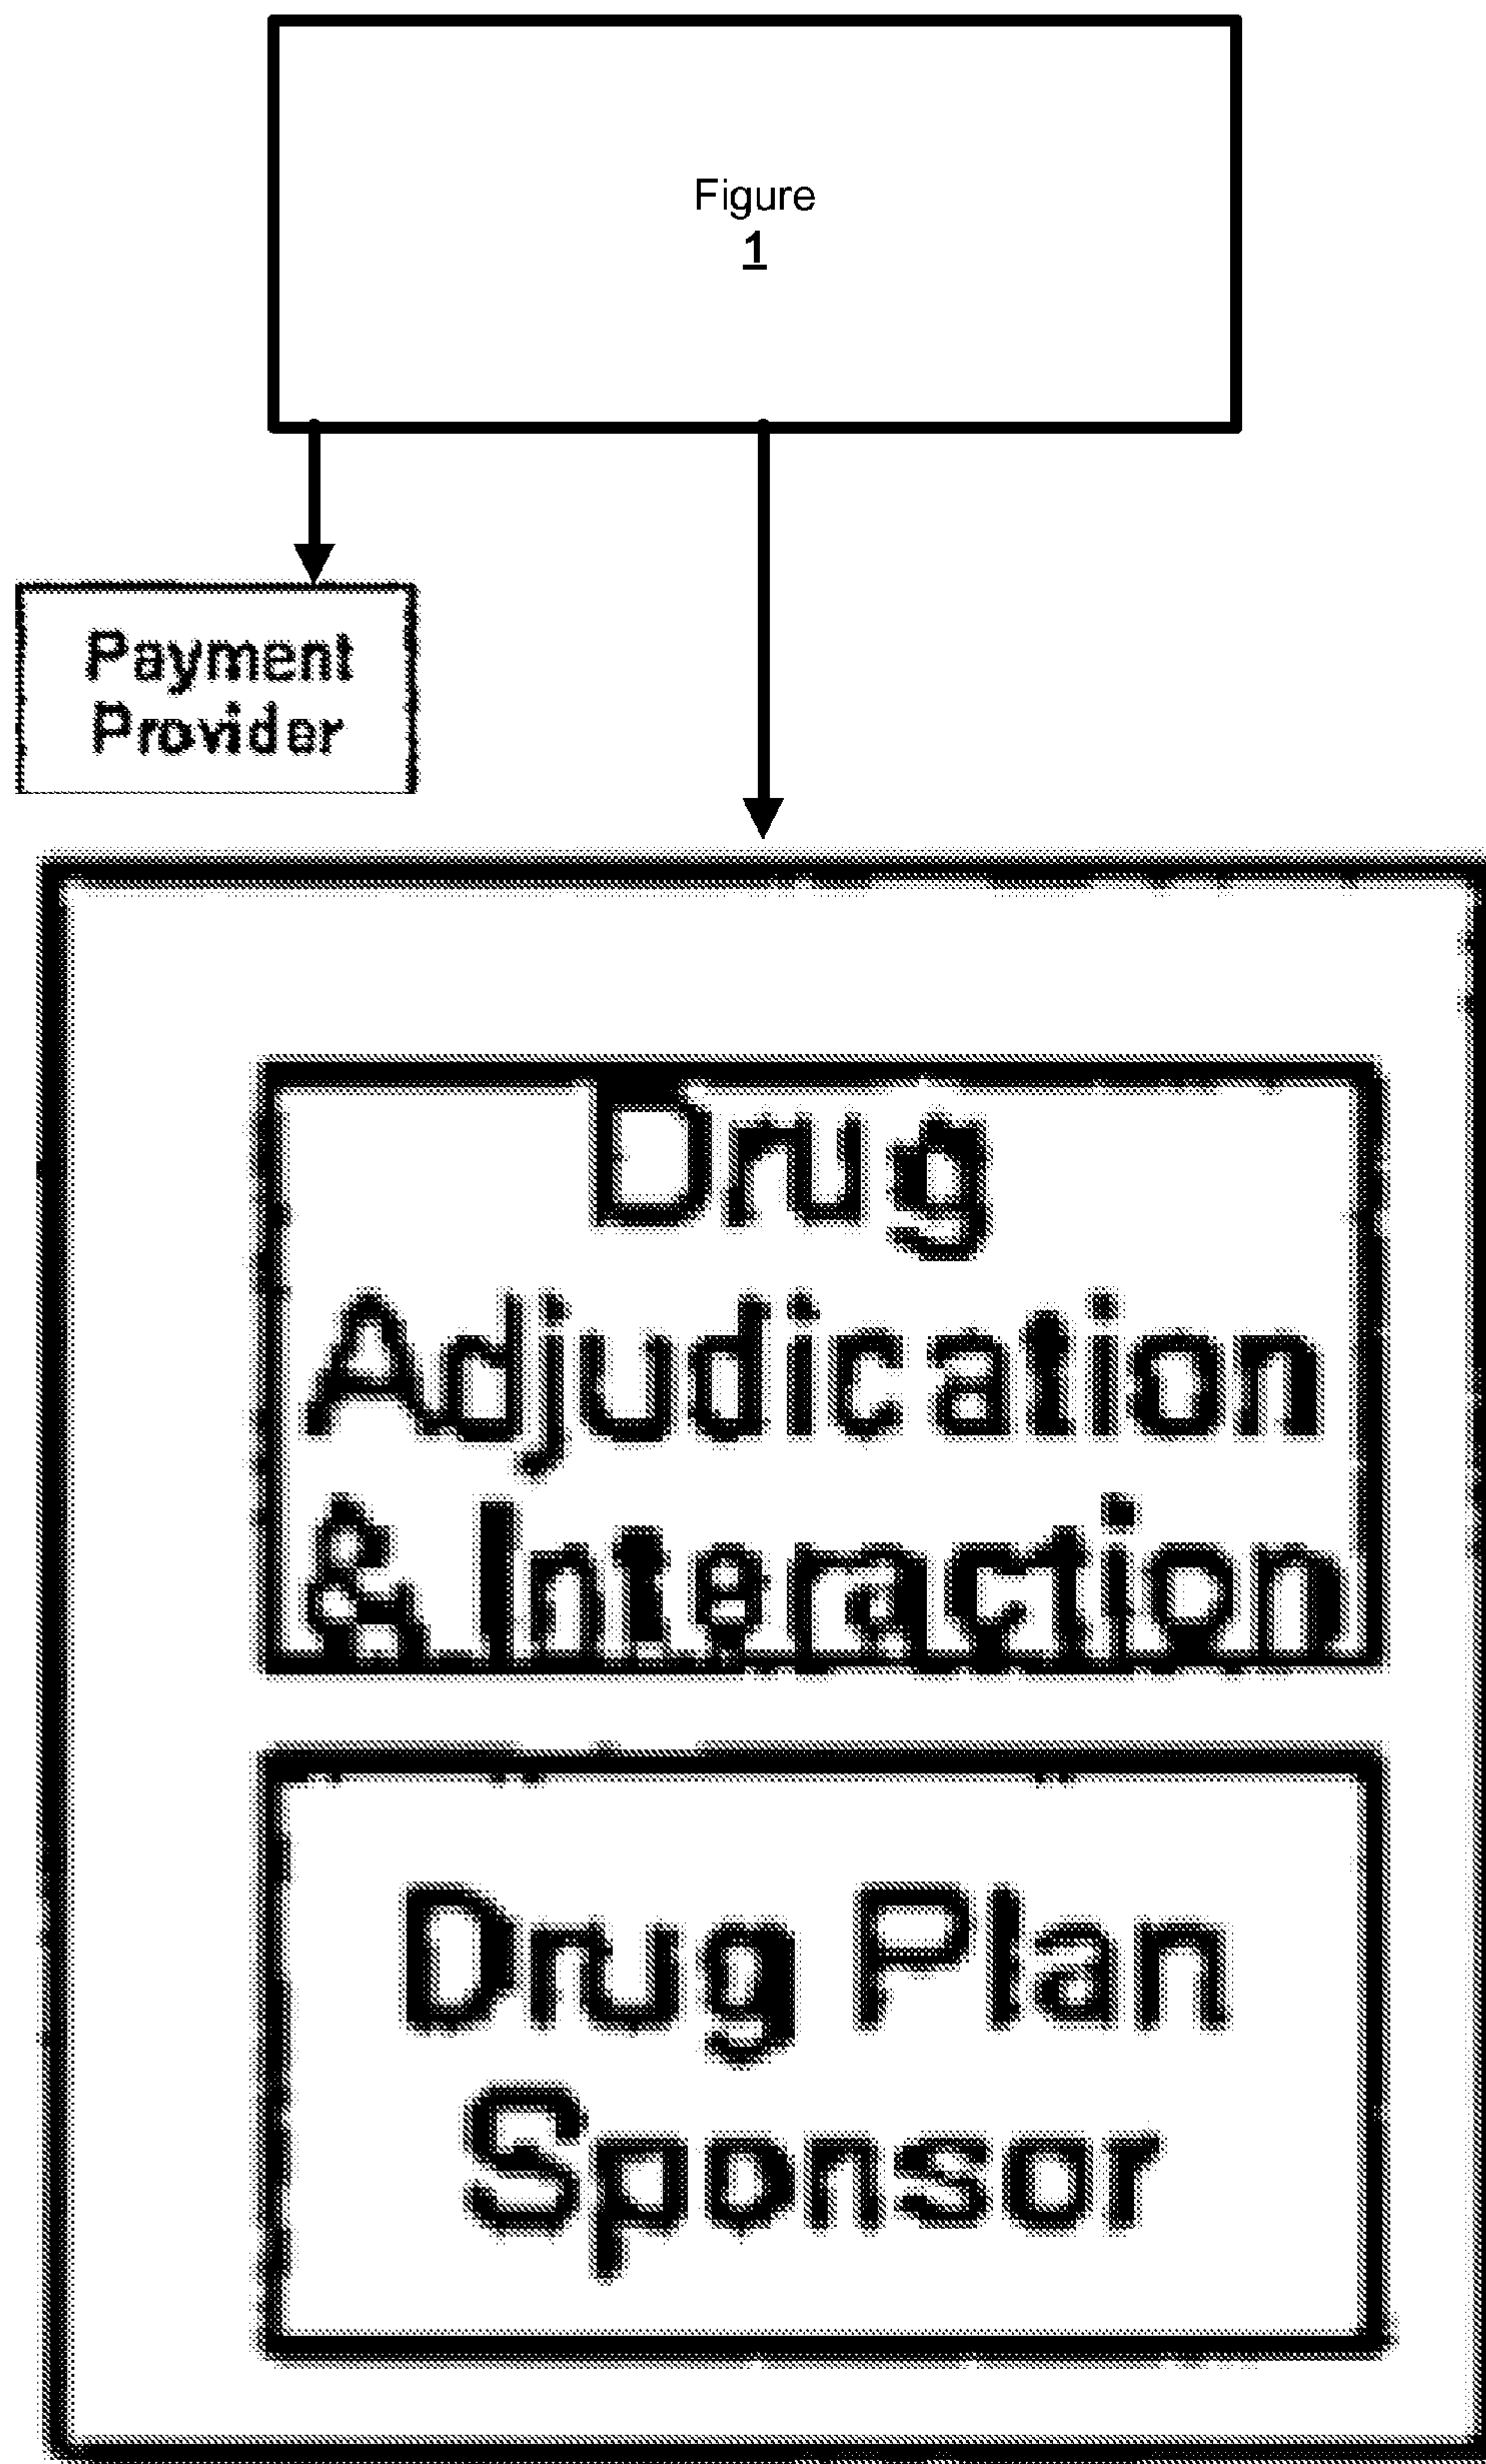 Figure
1
Payment
Provider
Drug
Adjudication
& Interaction
Drug Plan
Sponsor